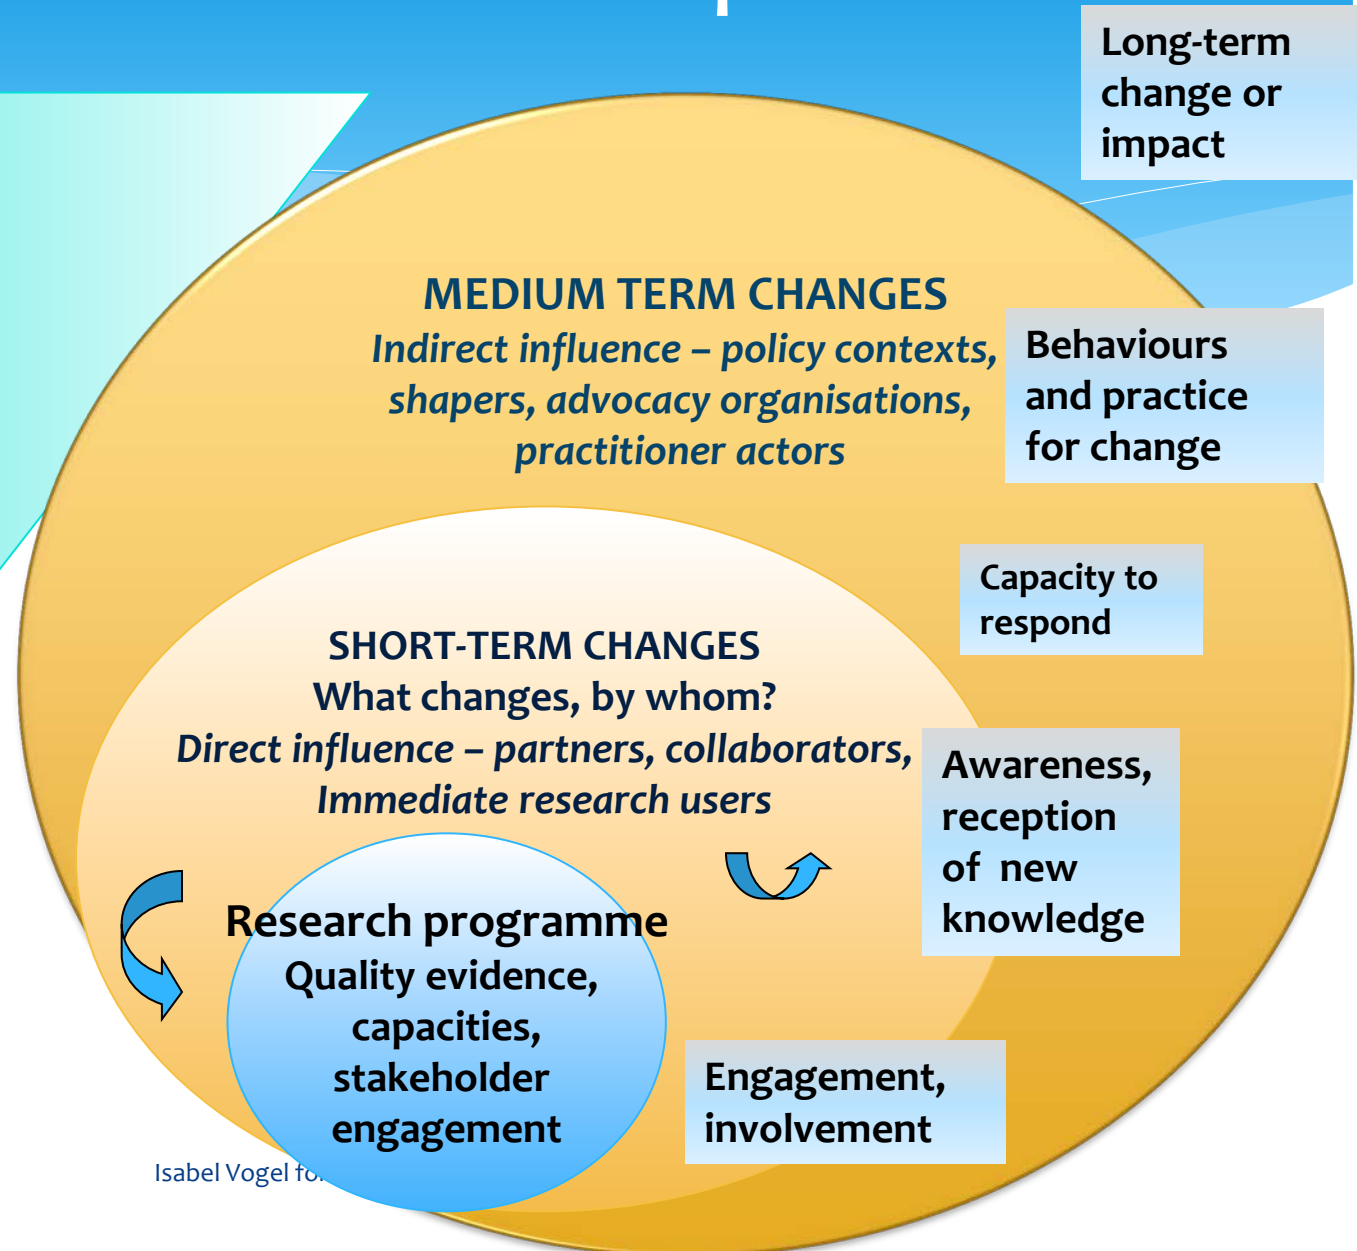 Long-term
change or
impact
MEDIUM TERM CHANGES
Indirect influence – policy contexts,
shapers, advocacy organisations,
practitioner actors
Behaviours
and practice
for change
Capacity to
respond
SHORT-TERM CHANGES
What changes, by whom?
Direct influence – partners, collaborators,
Immediate research users
Awareness,
reception
of new
knowledge
Research programme
Quality evidence,
capacities,
stakeholder
engagement
Engagement,
involvement
Isabel Vogel